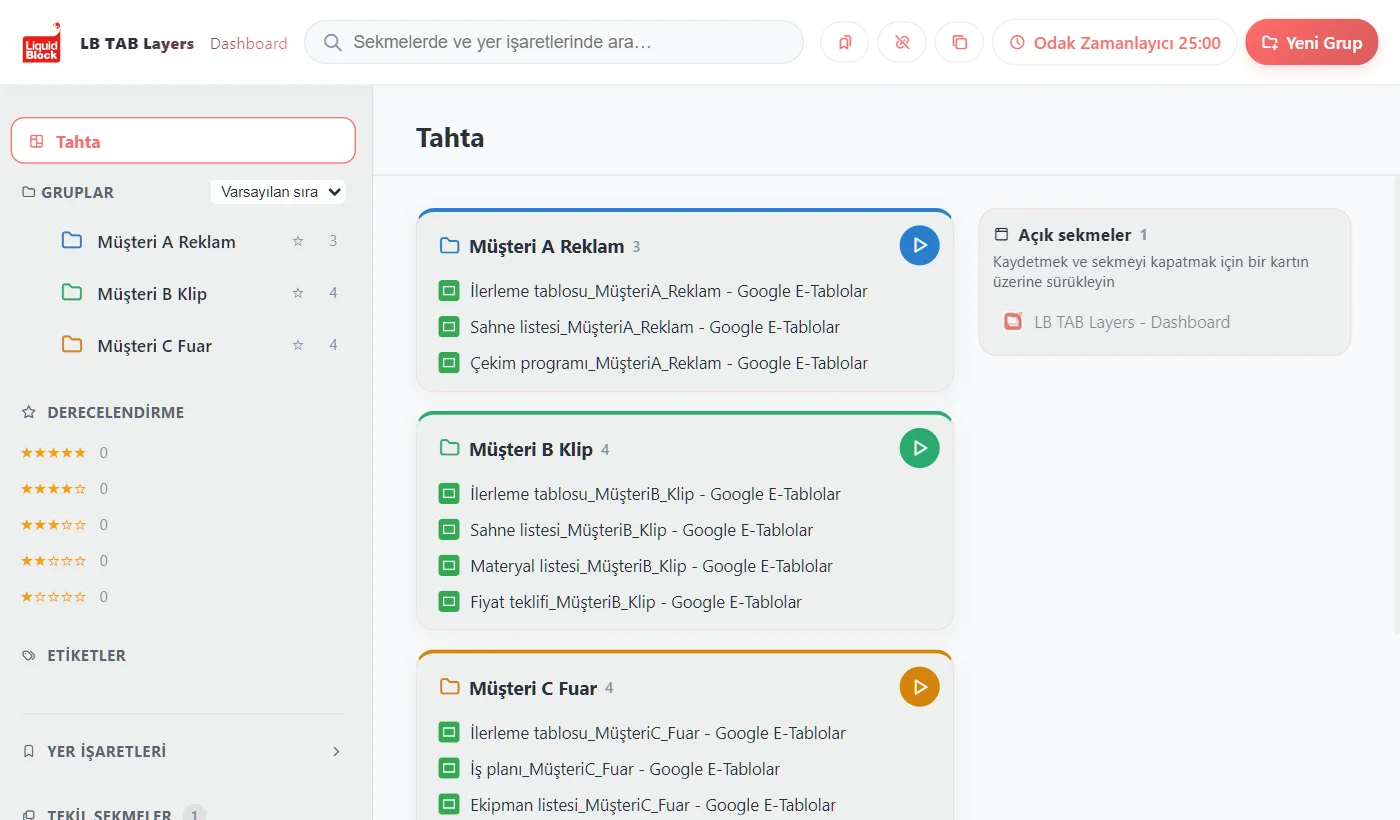 Liquid Block
LB TAB Layers Dashboard
Sekmelerde ve yer işaretlerinde ara…
Odak Zamanlayıcı 25:00
Yeni Grup
Tahta
GRUPLAR
Varsayılan sıra
Müşteri A Reklam 3
Müşteri B Klip 4
Müşteri C Fuar 4
DERECELENDİRME
★★★★★ 0
★★★★☆ 0
★★★☆☆ 0
★★☆☆☆ 0
★☆☆☆☆ 0
ETİKETLER
YER İŞARETLERİ
TEKİL SEKMELER 1
Tahta
Müşteri A Reklam 3
İlerleme tablosu_MüşteriA_Reklam - Google E-Tablolar
Sahne listesi_MüşteriA_Reklam - Google E-Tablolar
Çekim programı_MüşteriA_Reklam - Google E-Tablolar
Müşteri B Klip 4
İlerleme tablosu_MüşteriB_Klip - Google E-Tablolar
Sahne listesi_MüşteriB_Klip - Google E-Tablolar
Materyal listesi_MüşteriB_Klip - Google E-Tablolar
Fiyat teklifi_MüşteriB_Klip - Google E-Tablolar
Müşteri C Fuar 4
İlerleme tablosu_MüşteriC_Fuar - Google E-Tablolar
İş planı_MüşteriC_Fuar - Google E-Tablolar
Ekipman listesi_MüşteriC_Fuar - Google E-Tablolar
Açık sekmeler 1
Kaydetmek ve sekmeyi kapatmak için bir kartın
üzerine sürükleyin
LB TAB Layers - Dashboard